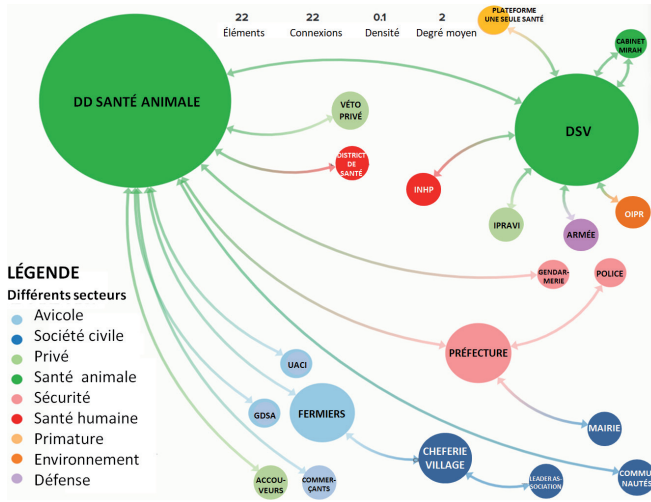 22
Éléments
22
Connexions
0.1
Densité
2
Degré moyen
PLATEFORME
UNE SEULE SANTÉ
CABINET
MIRAH
DD SANTÉ ANIMALE
VÉTO
PRIVÉ
DSV
DISTRICT
DE
SANTÉ
INHP
IPRAVI
ARMÉE
OIPR
GENDAR-
MERIE
POLICE
PRÉFECTURE
UACI
GDSA
FERMIERS
MAIRIE
CHEFERIE
VILLAGE
ACCOU-
VEURS
COMMER-
ÇANTS
LEADER AS-
SOCIATION
COMMU
NAUTÉS
LÉGENDE
Différents secteurs
Avicole
Société civile
Privé
Santé animale
Sécurité
Santé humaine
Primature
Environnement
Défense